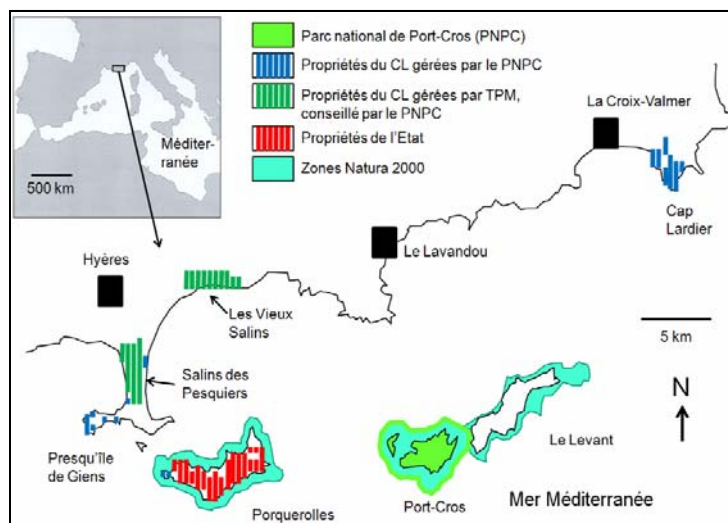 Méditer-
ranée
500 km
Parc national de Port-Cros (PNPC)
Propriétés du CL gérées par le PNPC
Propriétés du CL gérées par TPM,
conseillé par le PNPC
Propriétés de l'Etat
Zones Natura 2000
La Croix-Valmer
Cap
Lardier
Le Lavandou
Hyères
Les Vieux
Salins
5 km
Salins des
Pesquiers
N
Presqu'île
de Giens
Le Levant
Port-Cros
Mer Méditerranée
Porquerolles